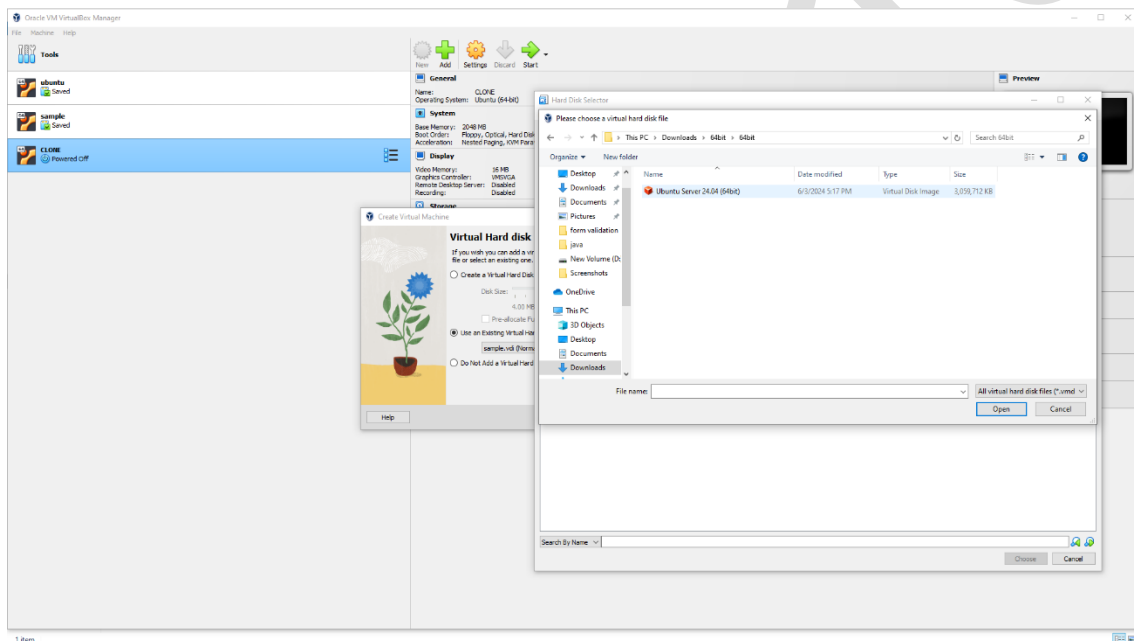 Oracle VM VirtualBox Manager
File Machine Help
Tools
ubuntu
Saved
sample
Saved
CLONE
Powered Off
New Add Settings Discard Start
General
Name: CLONE
Operating System: Ubuntu (64-bit)
System
Base Memory: 2048 MB
Boot Order: Floppy, Optical, Hard Disk
Acceleration: Nested Paging, KVM Para
Display
Video Memory: 16 MB
Graphics Controller: VMSVGA
Remote Desktop Server: Disabled
Recording: Disabled
Storage
Preview
Create Virtual Machine
Virtual Hard disk
If you wish you can add a vir
file or select an existing one.
Create a Virtual Hard Disk
Disk Size:
4.00 MB
Pre-allocate Fu
Use an Existing Virtual Har
sample.vdi (Norma
Do Not Add a Virtual Hard
Help
Hard Disk Selector
Please choose a virtual hard disk file
This PC > Downloads > 64bit > 64bit
Search 64bit
Organize New folder
Desktop
Downloads
Documents
Pictures
form validation
java
New Volume (D:
Screenshots
OneDrive
This PC
3D Objects
Desktop
Documents
Downloads
Name Date modified Type Size
Ubuntu Server 24.04 (64bit) 6/3/2024 5:17 PM Virtual Disk Image 3,059,712 KB
File name: All virtual hard disk files (*.vmd
Open Cancel
Search By Name
Choose Cancel
1 item